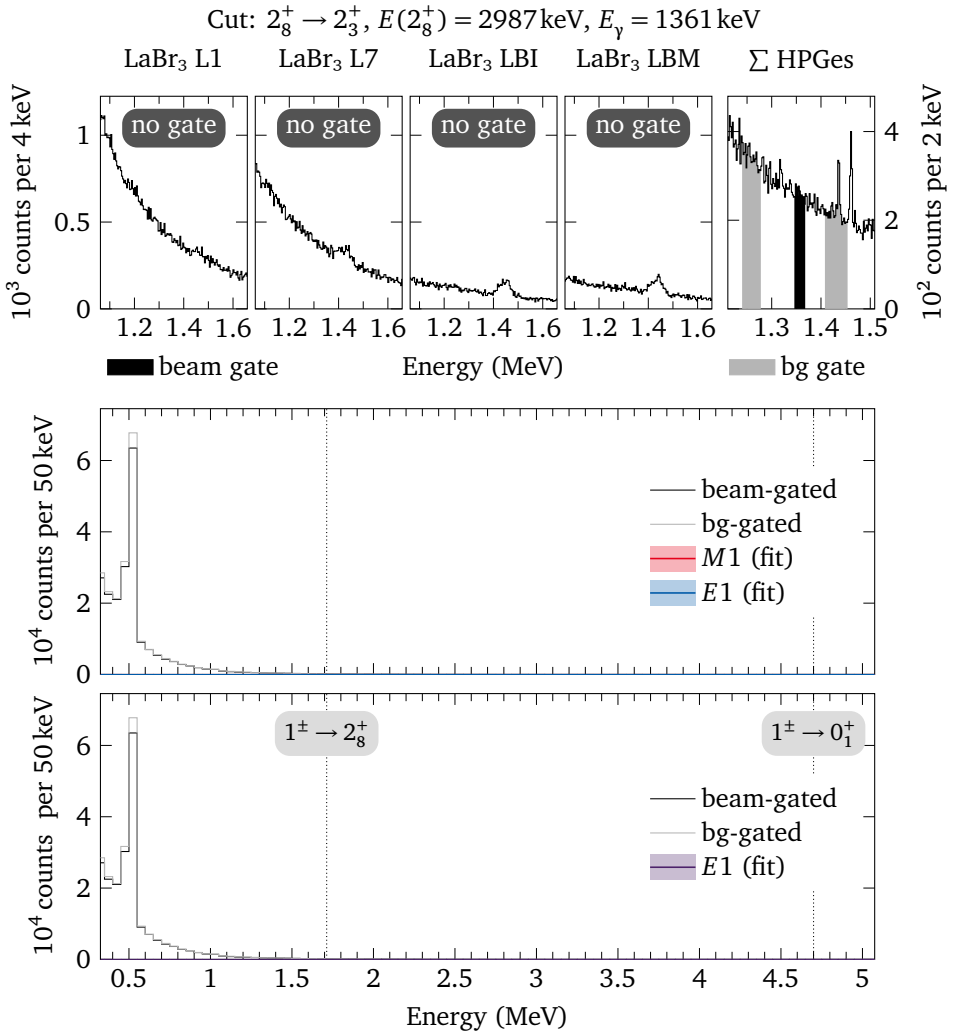 Cut: 2₈⁺ → 2₃⁺, E(2₈⁺) = 2987 keV, Eᵧ = 1361 keV
LaBr₃ L1 LaBr₃ L7 LaBr₃ LBI LaBr₃ LBM ∑ HPGes
no gate no gate no gate no gate
10³ counts per 4 keV
1
0.5
0
4
2
0
10² counts per 2 keV
1.2 1.4 1.6 1.2 1.4 1.6 1.2 1.4 1.6 1.2 1.4 1.6 1.3 1.4 1.5
beam gate Energy (MeV) bg gate
10⁴ counts per 50 keV
6
4
2
0
beam-gated
bg-gated
M1 (fit)
E1 (fit)
10⁴ counts per 50 keV
6
4
2
0
1± → 2₈⁺ 1± → 0₁⁺
beam-gated
bg-gated
E1 (fit)
0.5 1 1.5 2 2.5 3 3.5 4 4.5 5
Energy (MeV)